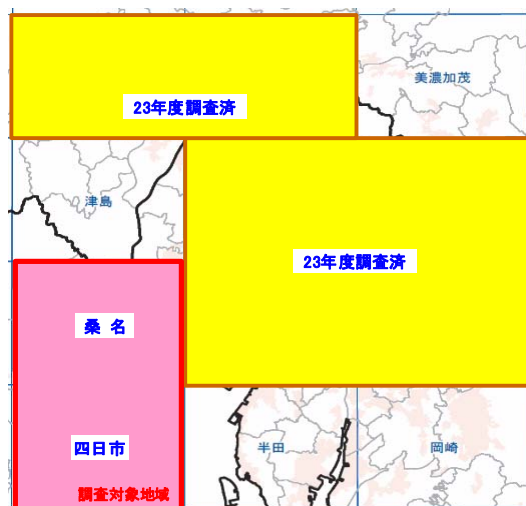 美濃加茂
23年度調査済
津島
23年度調査済
桑 名
四日市
半田
岡崎
調査対象地域